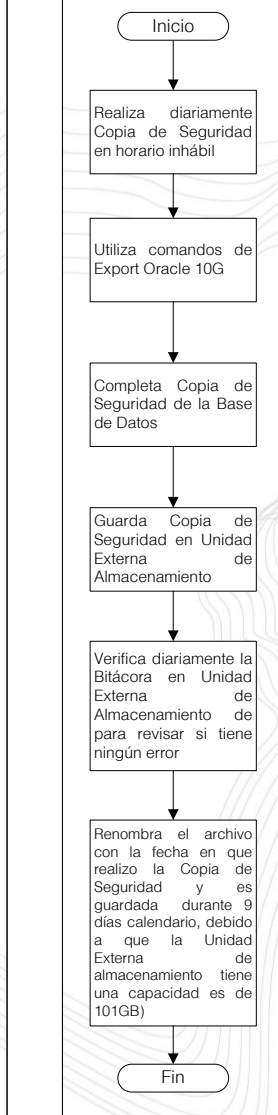 Inicio
Realiza diariamente
Copia de Seguridad
en horario inhábil
Utiliza comandos de
Export Oracle 10G
Completa Copia de
Seguridad de la Base
de Datos
Guarda Copia de
Seguridad en Unidad
Externa de
Almacenamiento
Verifica diariamente la
Bitácora en Unidad
Externa de
Almacenamiento de
para revisar si tiene
ningún error
Renombra el archivo
con la fecha en que
realizo la Copia de
Seguridad y es
guardada durante 9
días calendario, debido
a que la Unidad
Externa de
almacenamiento tiene
una capacidad es de
101GB)
Fin